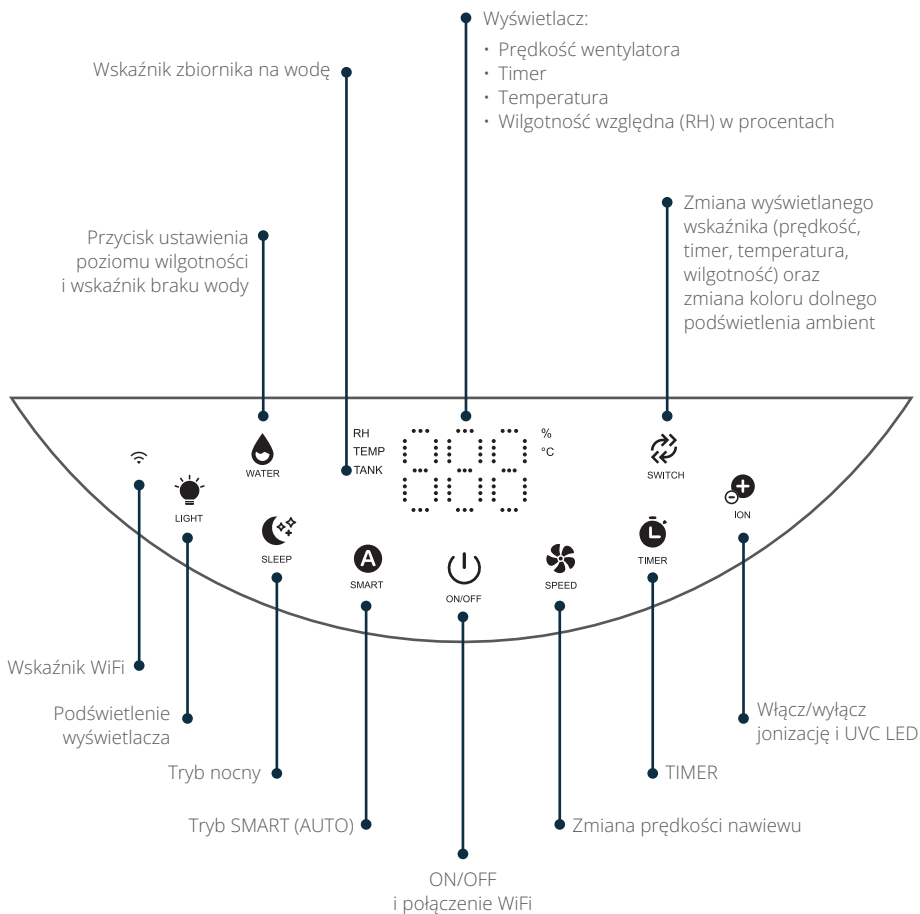 Wyświetlacz:
• Prędkość wentylatora
• Timer
• Temperatura
• Wilgotność względna (RH) w procentach
Wskaźnik zbiornika na wodę
Zmiana wyświetlanego
wskaźnika (prędkość,
timer, temperatura,
wilgotność) oraz
zmiana koloru dolnego
podświetlenia ambient
Przycisk ustawienia
poziomu wilgotności
i wskaźnik braku wody
RH
TEMP
TANK
%
°C
WATER
SWITCH
LIGHT
ION
SLEEP
TIMER
A
SMART
SPEED
ON/OFF
Wskaźnik WiFi
Podświetlenie
wyświetlacza
Włącz/wyłącz
jonizację i UVC LED
Tryb nocny
TIMER
Tryb SMART (AUTO)
Zmiana prędkości nawiewu
ON/OFF
i połączenie WiFi